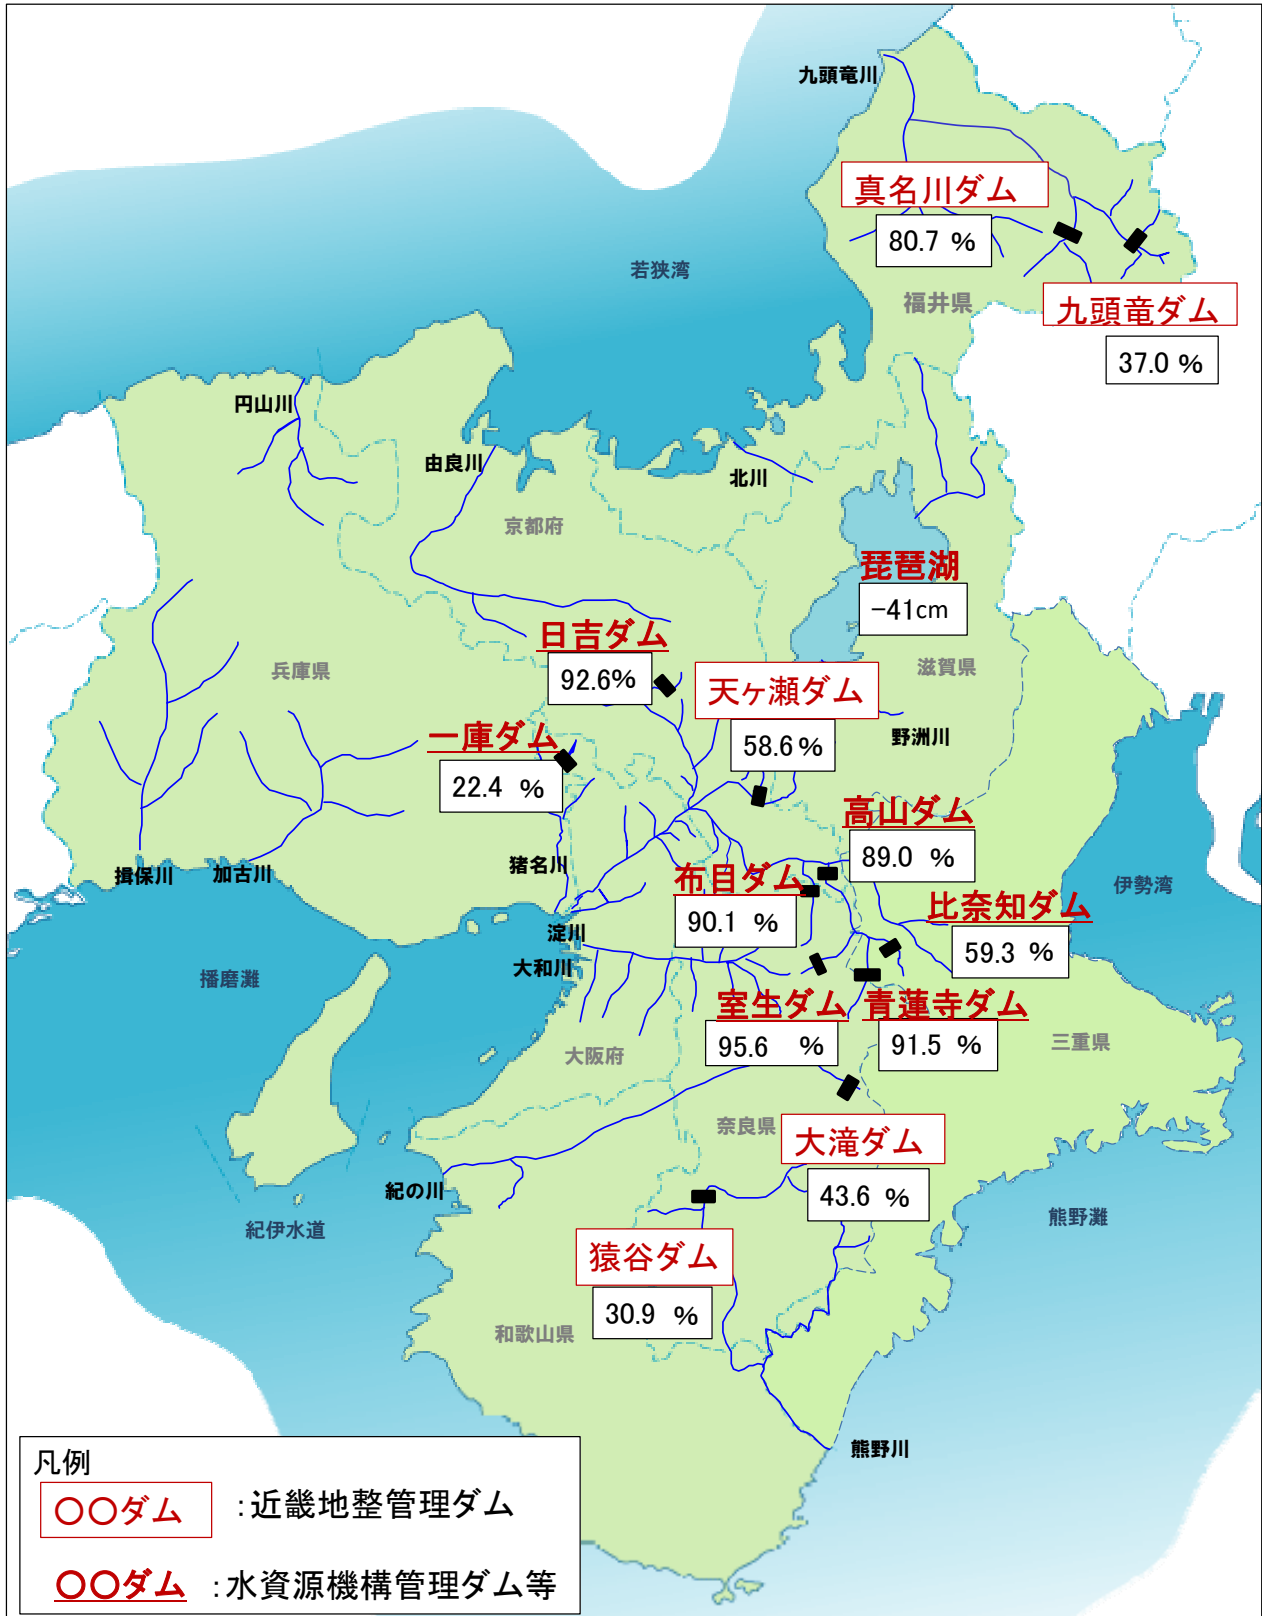 九頭竜川
真名川ダム
80.7 %
若狭湾
福井県
九頭竜ダム
37.0 %
円山川
由良川
北川
京都府
琵琶湖
-41cm
日吉ダム
92.6%
兵庫県
滋賀県
天ヶ瀬ダム
58.6%
野洲川
一庫ダム
22.4 %
高山ダム
89.0 %
猪名川
揖保川
加古川
布目ダム
90.1 %
伊勢湾
比奈知ダム
59.3 %
淀川
大和川
播磨灘
室生ダム
95.6 %
青蓮寺ダム
91.5 %
大阪府
三重県
奈良県
大滝ダム
43.6 %
紀の川
紀伊水道
熊野灘
猿谷ダム
30.9 %
和歌山県
熊野川
凡例
〇〇ダム :近畿地整管理ダム
〇〇ダム :水資源機構管理ダム等